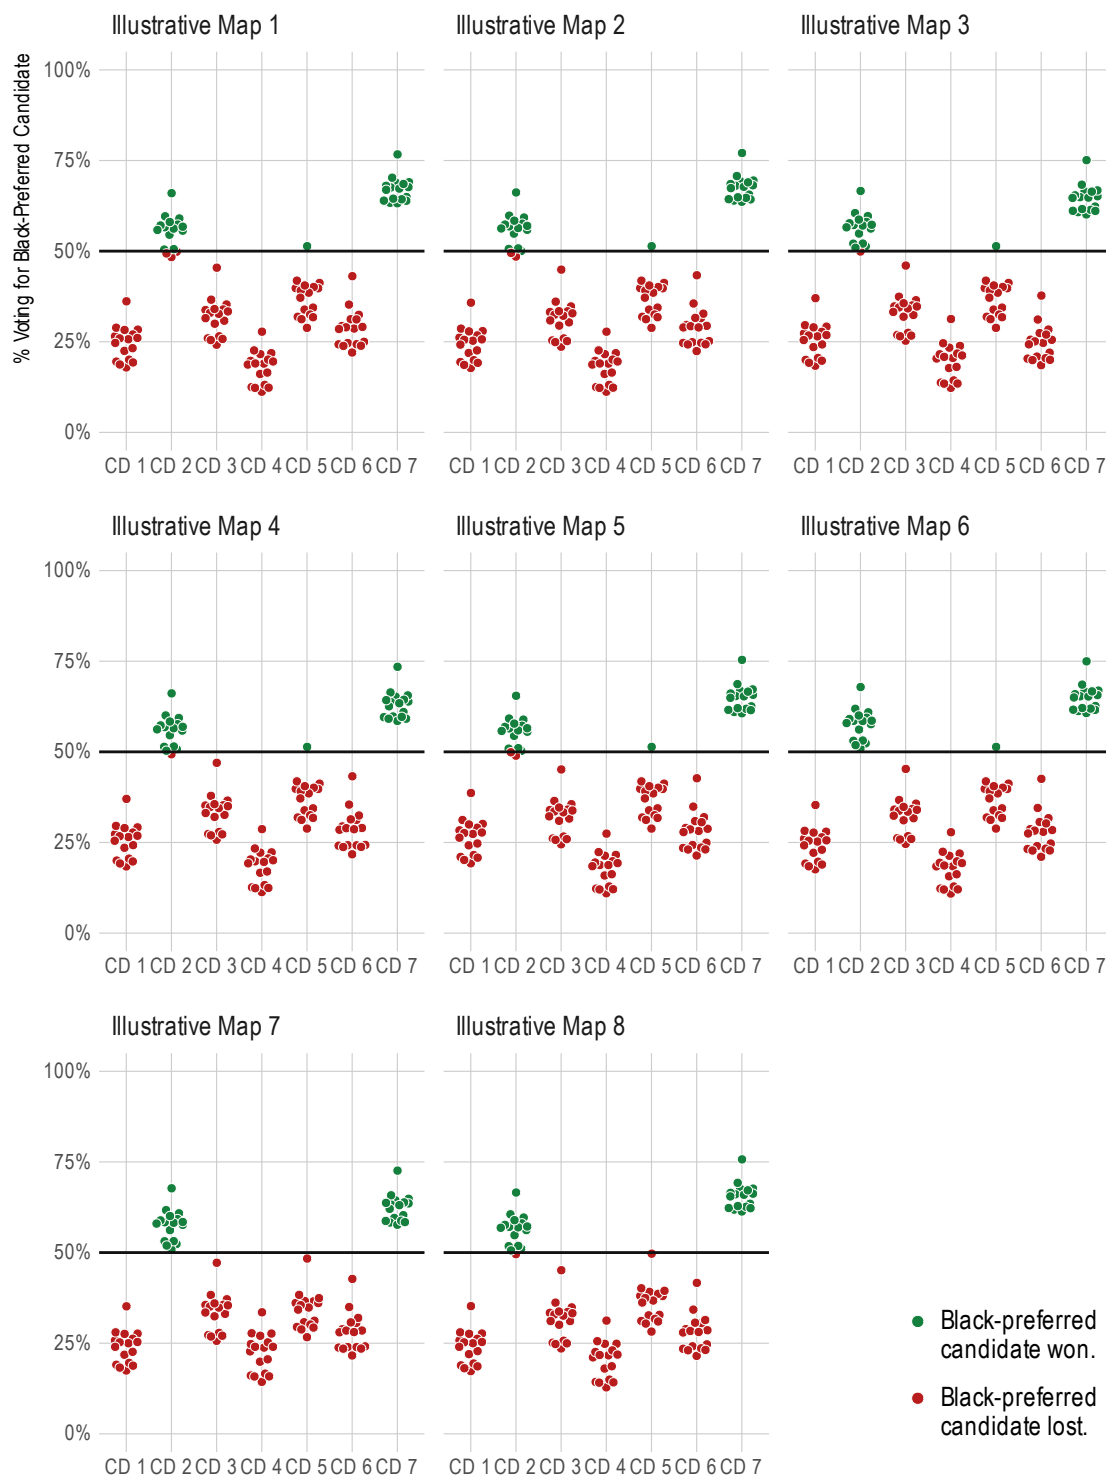 Illustrative Map 1
Illustrative Map 2
Illustrative Map 3
% Voting for Black-Preferred Candidate
100%
75%
50%
25%
0%
CD 1 CD 2 CD 3 CD 4 CD 5 CD 6 CD 7
CD 1 CD 2 CD 3 CD 4 CD 5 CD 6 CD 7
CD 1 CD 2 CD 3 CD 4 CD 5 CD 6 CD 7
Illustrative Map 4
Illustrative Map 5
Illustrative Map 6
100%
75%
50%
25%
0%
CD 1 CD 2 CD 3 CD 4 CD 5 CD 6 CD 7
CD 1 CD 2 CD 3 CD 4 CD 5 CD 6 CD 7
CD 1 CD 2 CD 3 CD 4 CD 5 CD 6 CD 7
Illustrative Map 7
Illustrative Map 8
100%
75%
50%
25%
0%
CD 1 CD 2 CD 3 CD 4 CD 5 CD 6 CD 7
CD 1 CD 2 CD 3 CD 4 CD 5 CD 6 CD 7
Black-preferred
candidate won.
Black-preferred
candidate lost.